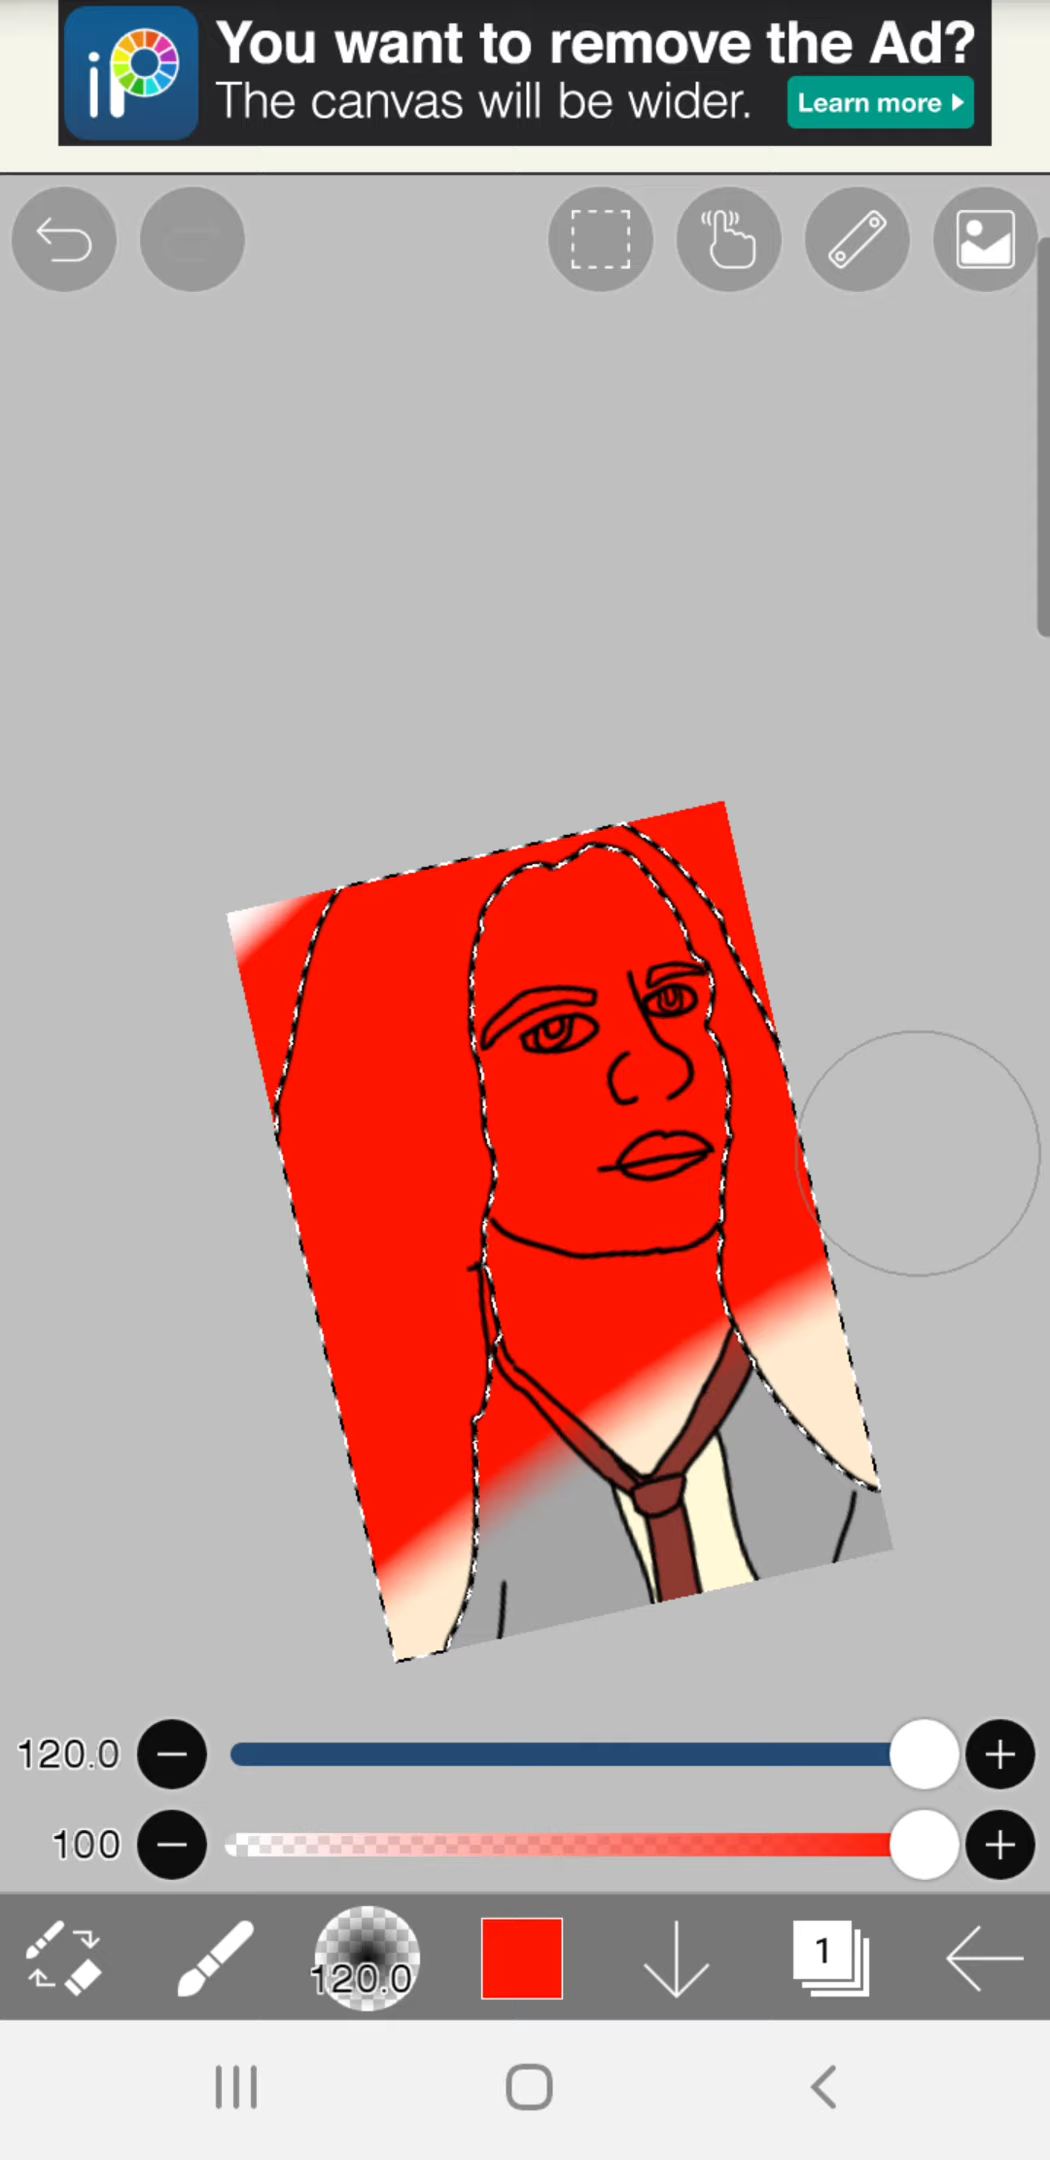 iP
You want to remove the Ad?
The canvas will be wider.
Learn more
120.0
100
120.0
1